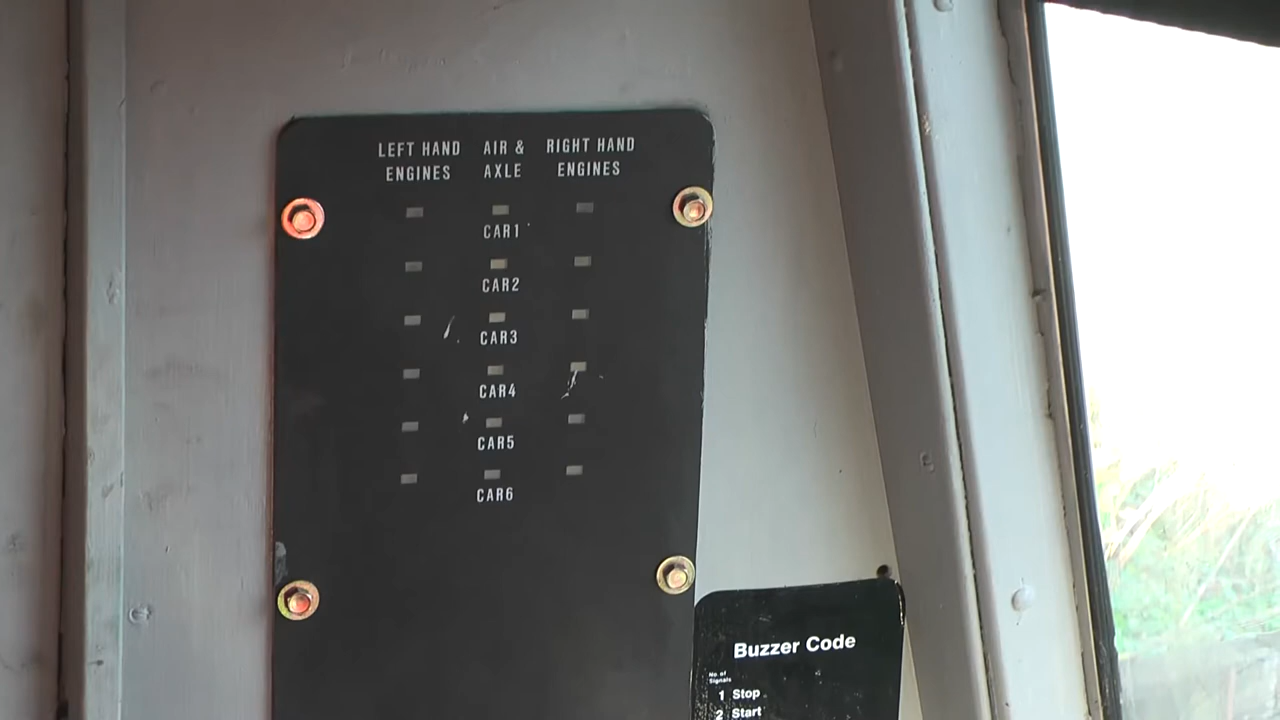 LEFT HAND AIR & RIGHT HAND
ENGINES AXLE ENGINES
CAR1
CAR2
CAR3
CAR4
CAR5
CAR6
Buzzer Code
No. of
Signals
1 Stop
2 Start